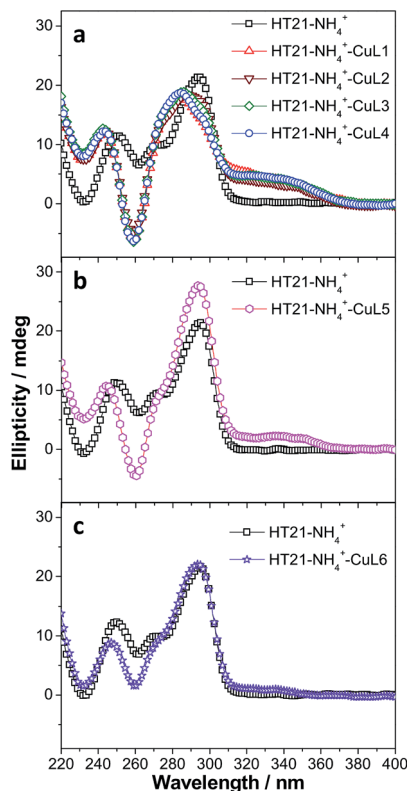 a
HT21-NH₄⁺
HT21-NH₄⁺-CuL1
HT21-NH₄⁺-CuL2
HT21-NH₄⁺-CuL3
HT21-NH₄⁺-CuL4
30
20
10
0
b
HT21-NH₄⁺
HT21-NH₄⁺-CuL5
30
20
10
0
Ellipticity / mdeg
c
HT21-NH₄⁺
HT21-NH₄⁺-CuL6
30
20
10
0
220 240 260 280 300 320 340 360 380 400
Wavelength / nm